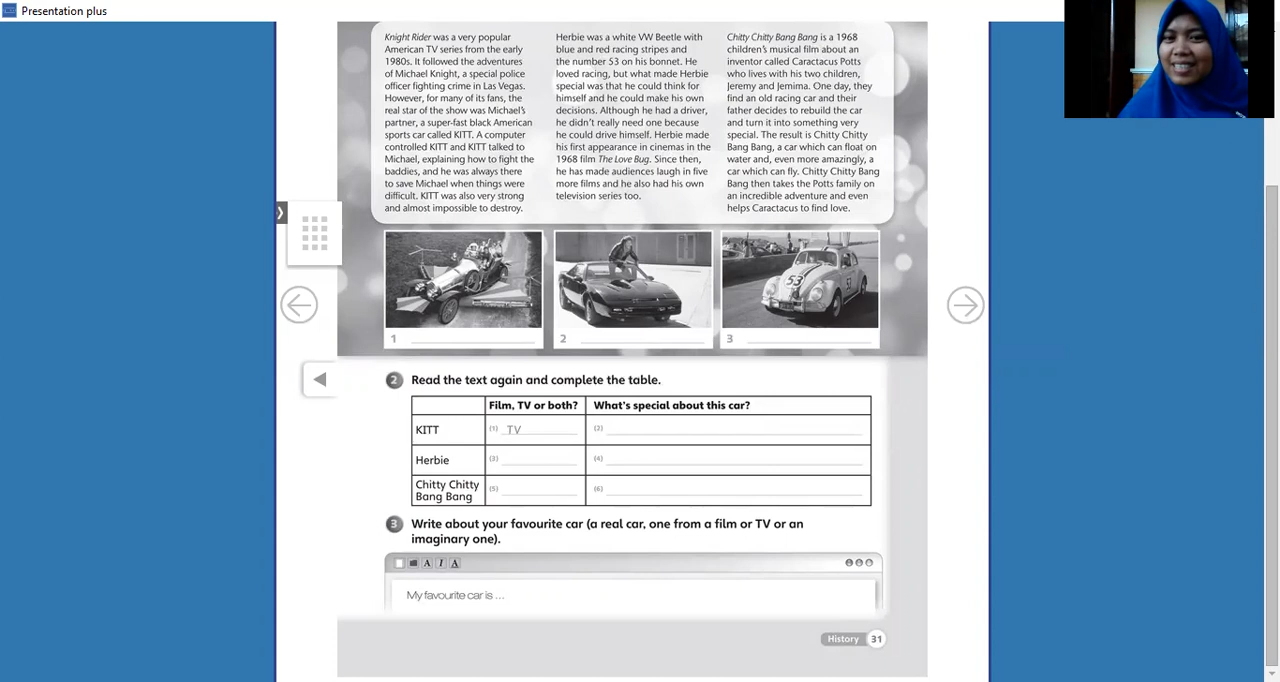 Presentation plus
Knight Rider was a very popular
American TV series from the early
1980s. It followed the adventures
of Michael Knight, a special police
officer fighting crime in Las Vegas.
However, for many of its fans, the
real star of the show was Michael's
partner, a super-fast black American
sports car called KITT. A computer
controlled KITT and KITT talked to
Michael, explaining how to fight the
baddies, and he was always there
to save Michael when things were
difficult. KITT was also very strong
and almost impossible to destroy.
Herbie was a white VW Beetle with
blue and red racing stripes and
the number 53 on his bonnet. He
loved racing, but what made Herbie
special was that he could think for
himself and he could make his own
decisions. Although he had a driver,
he didn't really need one because
he could drive himself. Herbie made
his first appearance in cinemas in the
1968 film The Love Bug. Since then,
he has made audiences laugh in five
more films and he also had his own
television series too.
Chitty Chitty Bang Bang is a 1968
children's musical film about an
inventor called Caractacus Potts
who lives with his two children,
Jeremy and Jemima. One day, they
find an old racing car and their
father decides to rebuild the car
and turn it into something very
special. The result is Chitty Chitty
Bang Bang, a car which can float on
water and, even more amazingly, a
car which can fly. Chitty Chitty Bang
Bang then takes the Potts family on
an incredible adventure and even
helps Caractacus to find love.
53
53
1
2
3
2 Read the text again and complete the table.
Film, TV or both? What's special about this car?
KITT (1) TV (2)
Herbie (3) (4)
Chitty Chitty
Bang Bang (5) (6)
3 Write about your favourite car (a real car, one from a film or TV or an
imaginary one).
A I A
My favourite car is ...
History 31